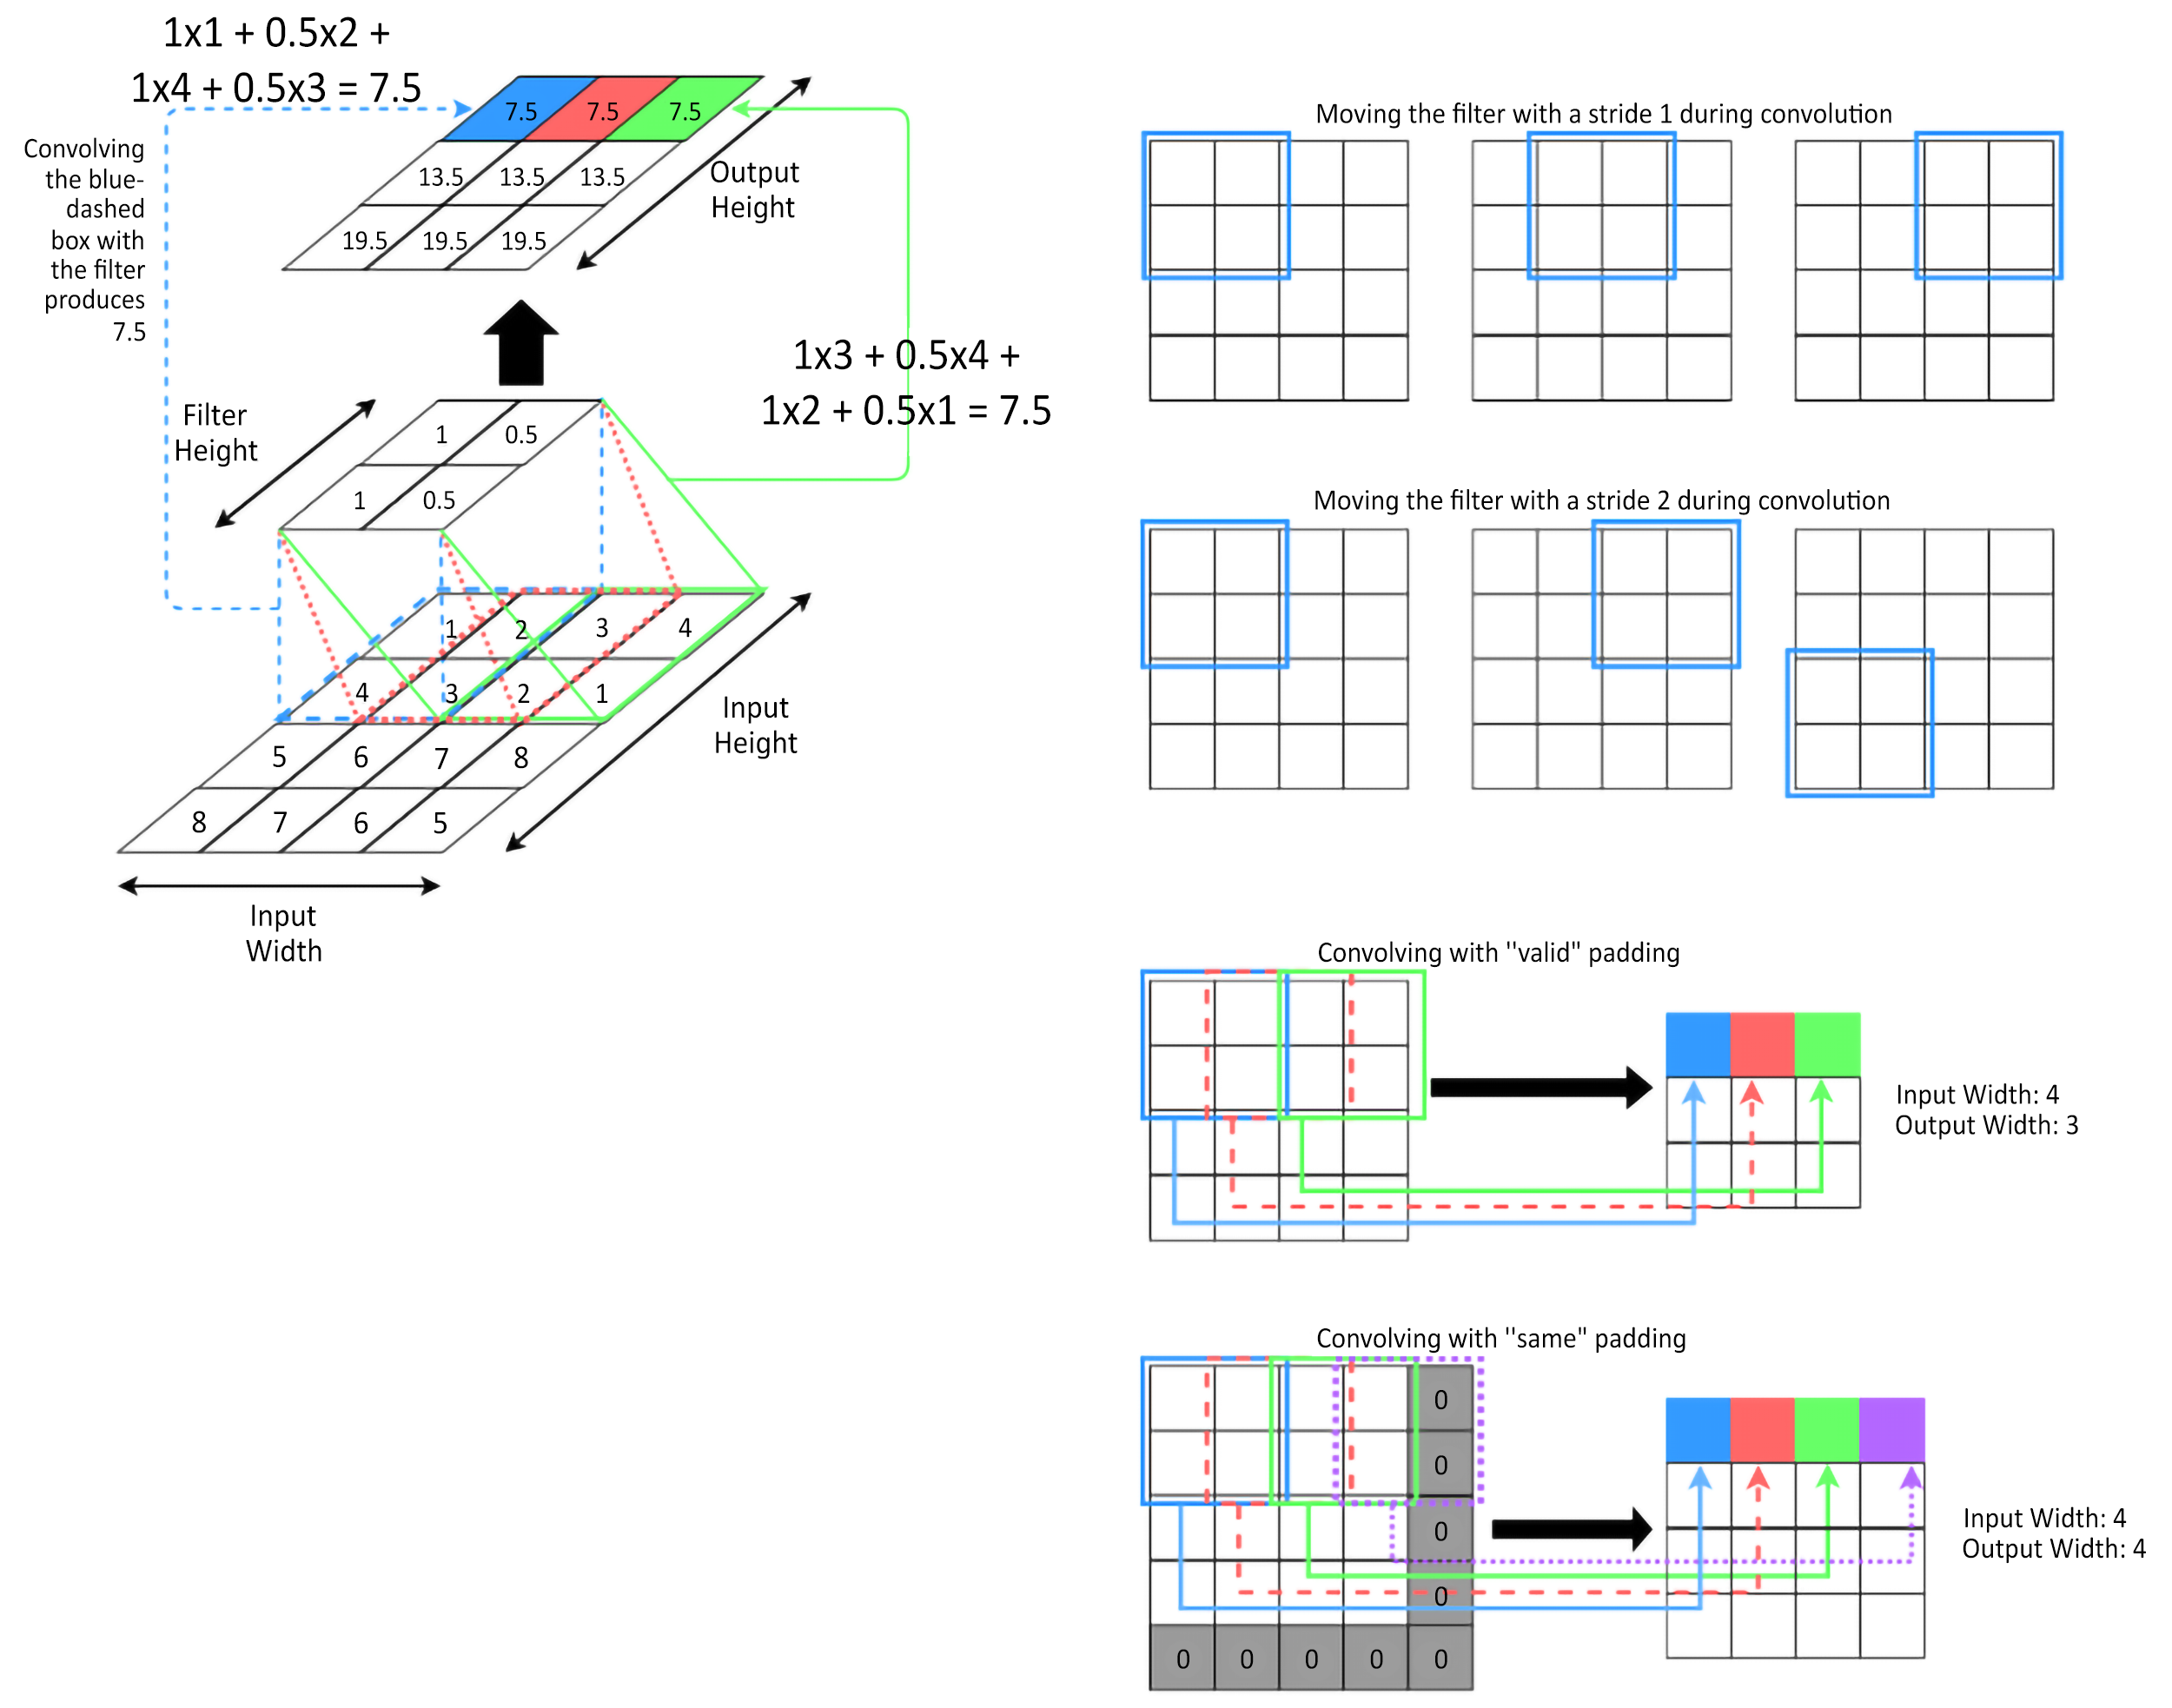 1x1 + 0.5x2 +
1x4 + 0.5x3 = 7.5
Convolving
the blue-
dashed
box with
the filter
produces
7.5
7.5 7.5 7.5
13.5 13.5 13.5
19.5 19.5 19.5
Output
Height
1x3 + 0.5x4 +
1x2 + 0.5x1 = 7.5
Filter
Height
1 0.5
1 0.5
1 2 3 4
4 3 2 1
5 6 7 8
8 7 6 5
Input
Height
Input
Width
Moving the filter with a stride 1 during convolution
Moving the filter with a stride 2 during convolution
Convolving with "valid" padding
Input Width: 4
Output Width: 3
Convolving with "same" padding
0
0
0
0
0 0 0 0 0
Input Width: 4
Output Width: 4